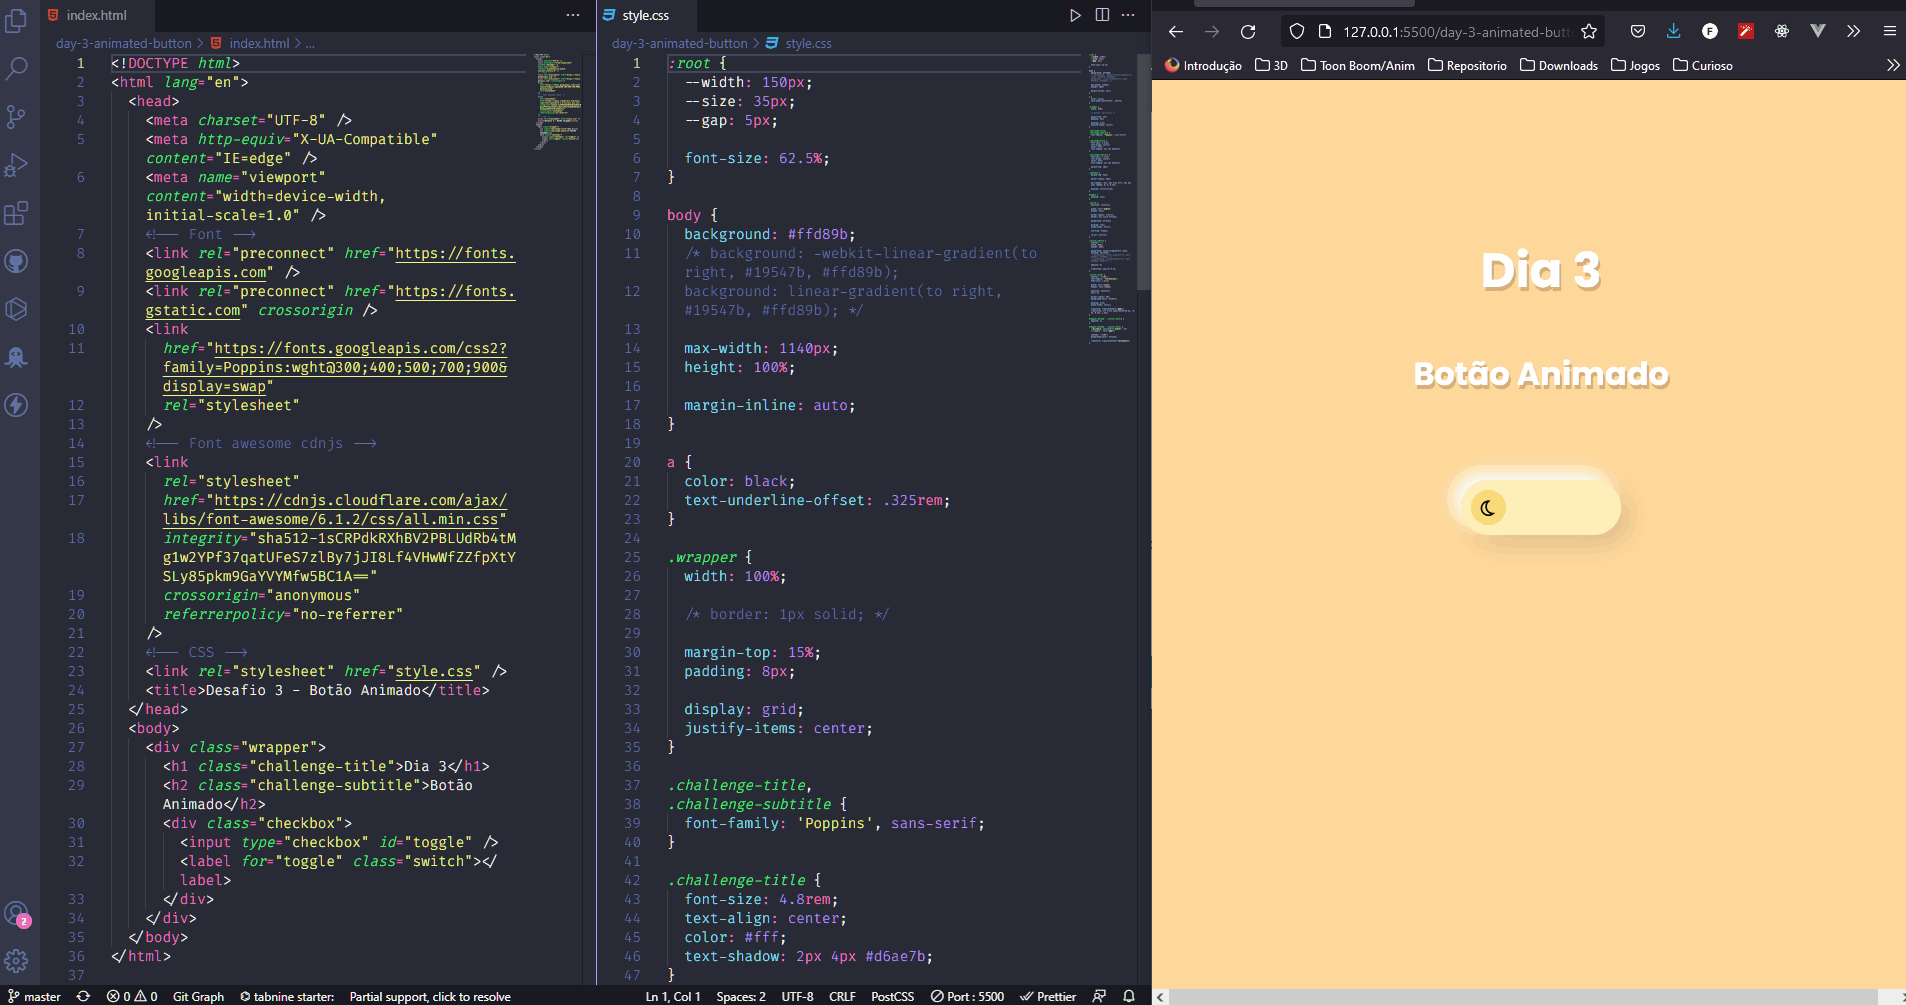 index.html
day-3-animated-button > index.html > ...
1 <!DOCTYPE html>
2 <html lang="en">
3 <head>
4 <meta charset="UTF-8" />
5 <meta http-equiv="X-UA-Compatible"
content="IE=edge" />
6 <meta name="viewport"
content="width=device-width,
initial-scale=1.0" />
7 <!-- Font -->
8 <link rel="preconnect" href="https://fonts.
googleapis.com" />
9 <link rel="preconnect" href="https://fonts.
gstatic.com" crossorigin />
10 <link
11 href="https://fonts.googleapis.com/css2?
family=Poppins:wght@300;400;500;700;900&
display=swap"
12 rel="stylesheet"
13 />
14 <!-- Font awesome cdnjs -->
15 <link
16 rel="stylesheet"
17 href="https://cdnjs.cloudflare.com/ajax/
libs/font-awesome/6.1.2/css/all.min.css"
18 integrity="sha512-1sCRPdkRXhBV2PBLUdRb4tM
g1w2YPf37qatUFeS7zlBy7jJI8Lf4VHwWfZZfpXtY
SLy85pkm9GaYVYMfw5BC1A=="
19 crossorigin="anonymous"
20 referrerpolicy="no-referrer"
21 />
22 <!-- CSS -->
23 <link rel="stylesheet" href="style.css" />
24 <title>Desafio 3 - Botão Animado</title>
25 </head>
26 <body>
27 <div class="wrapper">
28 <h1 class="challenge-title">Dia 3</h1>
29 <h2 class="challenge-subtitle">Botão
Animado</h2>
30 <div class="checkbox">
31 <input type="checkbox" id="toggle" />
32 <label for="toggle" class="switch"></
label>
33 </div>
34 </div>
35 </body>
36 </html>
37
style.css
day-3-animated-button > style.css
1 :root {
2 --width: 150px;
3 --size: 35px;
4 --gap: 5px;
5
6 font-size: 62.5%;
7 }
8
9 body {
10 background: #ffd89b;
11 /* background: -webkit-linear-gradient(to
right, #19547b, #ffd89b);
12 background: linear-gradient(to right,
#19547b, #ffd89b); */
13
14 max-width: 1140px;
15 height: 100%;
16
17 margin-inline: auto;
18 }
19
20 a {
21 color: black;
22 text-underline-offset: .325rem;
23 }
24
25 .wrapper {
26 width: 100%;
27
28 /* border: 1px solid; */
29
30 margin-top: 15%;
31 padding: 8px;
32
33 display: grid;
34 justify-items: center;
35 }
36
37 .challenge-title,
38 .challenge-subtitle {
39 font-family: 'Poppins', sans-serif;
40 }
41
42 .challenge-title {
43 font-size: 4.8rem;
44 text-align: center;
45 color: #fff;
46 text-shadow: 2px 4px #d6ae7b;
47 }
127.0.0.1:5500/day-3-animated-butt
Introdução 3D Toon Boom/Anim Repositorio Downloads Jogos Curioso
Dia 3
Botão Animado
2
master 0 0 Git Graph tabnine starter: Partial support, click to resolve Ln 1, Col 1 Spaces: 2 UTF-8 CRLF PostCSS Port : 5500 Prettier